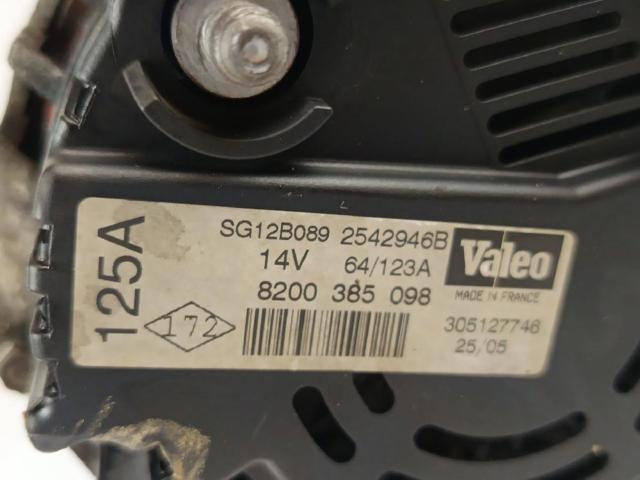 125A
SG12B089 2542946B
14V 64/123A
8200 385 098
172
Valeo
MADE IN FRANCE
305127746
25/05